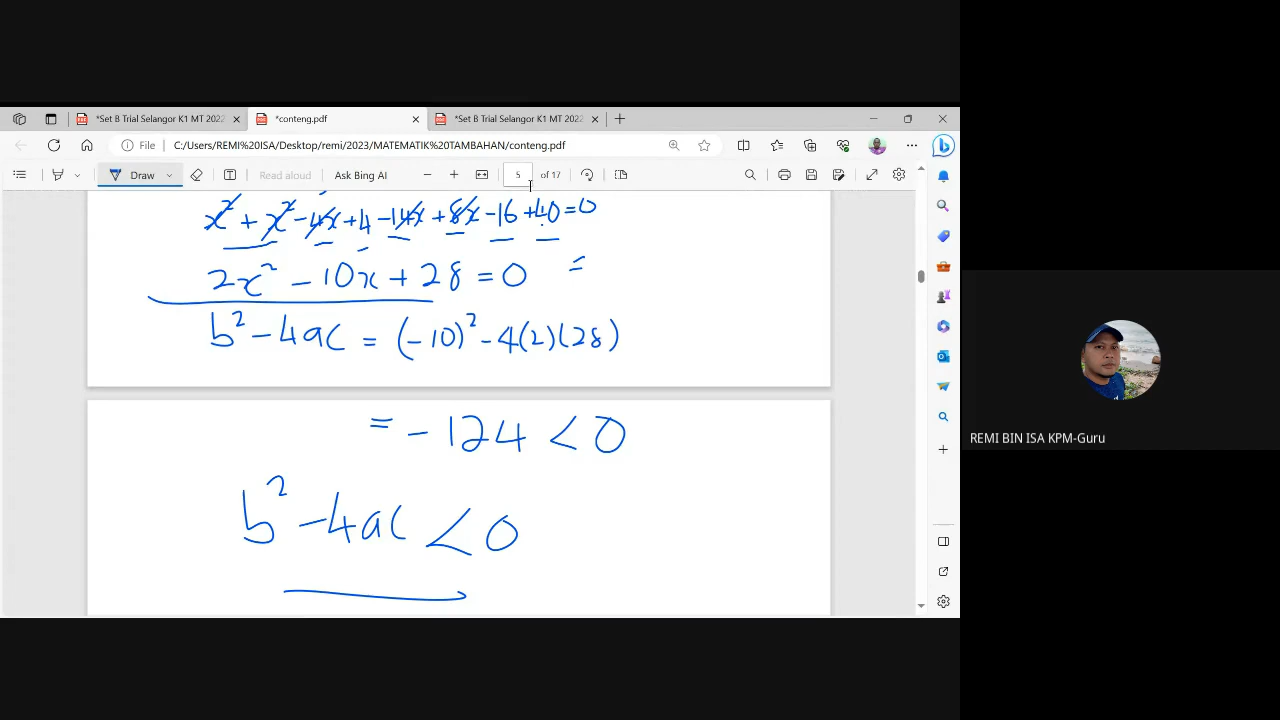 *Set B Trial Selangor K1 MT 2022
*conteng.pdf
*Set B Trial Selangor K1 MT 2022
File C:/Users/REMI%20ISA/Desktop/remi/2023/MATEMATIK%20TAMBAHAN/conteng.pdf
Draw Read aloud Ask Bing AI 5 of 17
x² + x² - 4x + 4 - 14x + 8x - 16 + 40 = 0
2x² - 10x + 28 = 0 =
b² - 4ac = (-10)² - 4(2)(28)
= -124 < 0
b² - 4ac < 0
REMI BIN ISA KPM-Guru